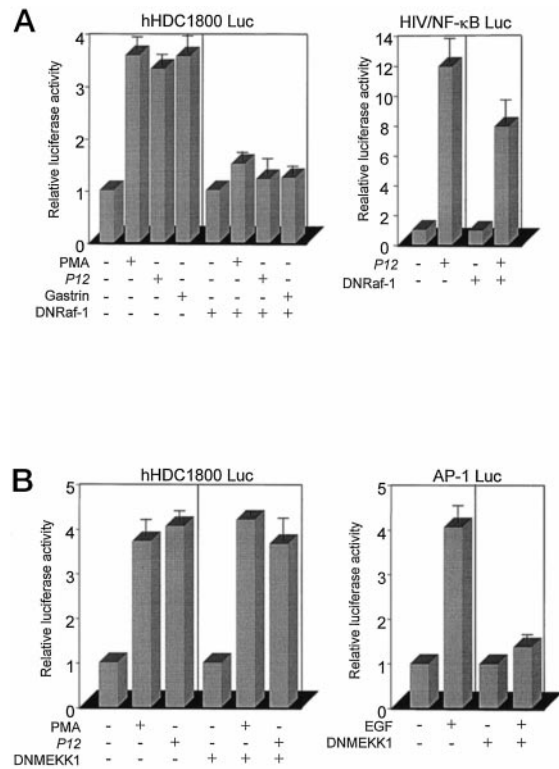 A
hHDC1800 Luc
Relative luciferase activity
4
3
2
1
0
PMA - + - - - + - -
P12 - - + - - - + -
Gastrin - - - + - - - +
DNRaf-1 - - - - + + + +
HIV/NF-κB Luc
Realative luciferase activity
14
12
10
8
6
4
2
0
P12 - + - +
DNRaf-1 - - + +
B
hHDC1800 Luc
Relative luciferase activity
5
4
3
2
1
0
PMA - + - - + -
P12 - - + - - +
DNMEKK1 - - - + + +
AP-1 Luc
Relative luciferase activity
5
4
3
2
1
0
EGF - + - +
DNMEKK1 - - + +